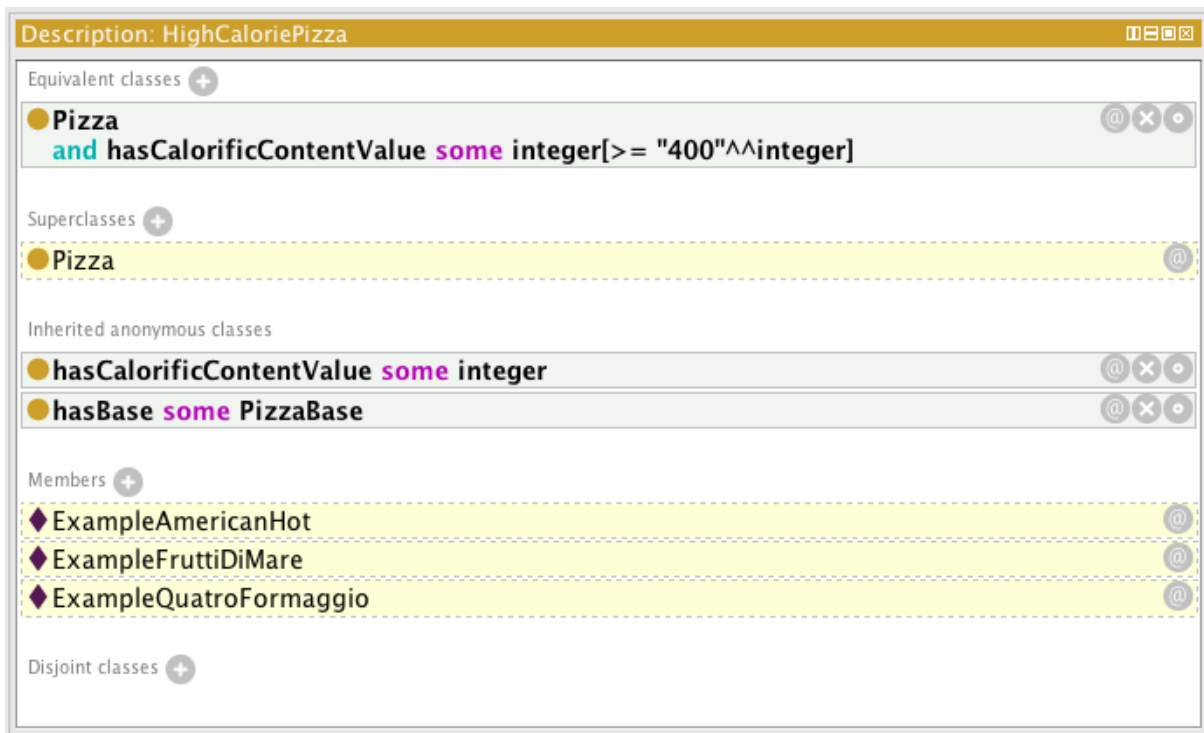 Description: HighCaloriePizza
Equivalent classes
Pizza
and hasCalorificContentValue some integer[>= "400"^^integer]
Superclasses
Pizza
Inherited anonymous classes
hasCalorificContentValue some integer
hasBase some PizzaBase
Members
ExampleAmericanHot
ExampleFruttiDiMare
ExampleQuatroFormaggio
Disjoint classes